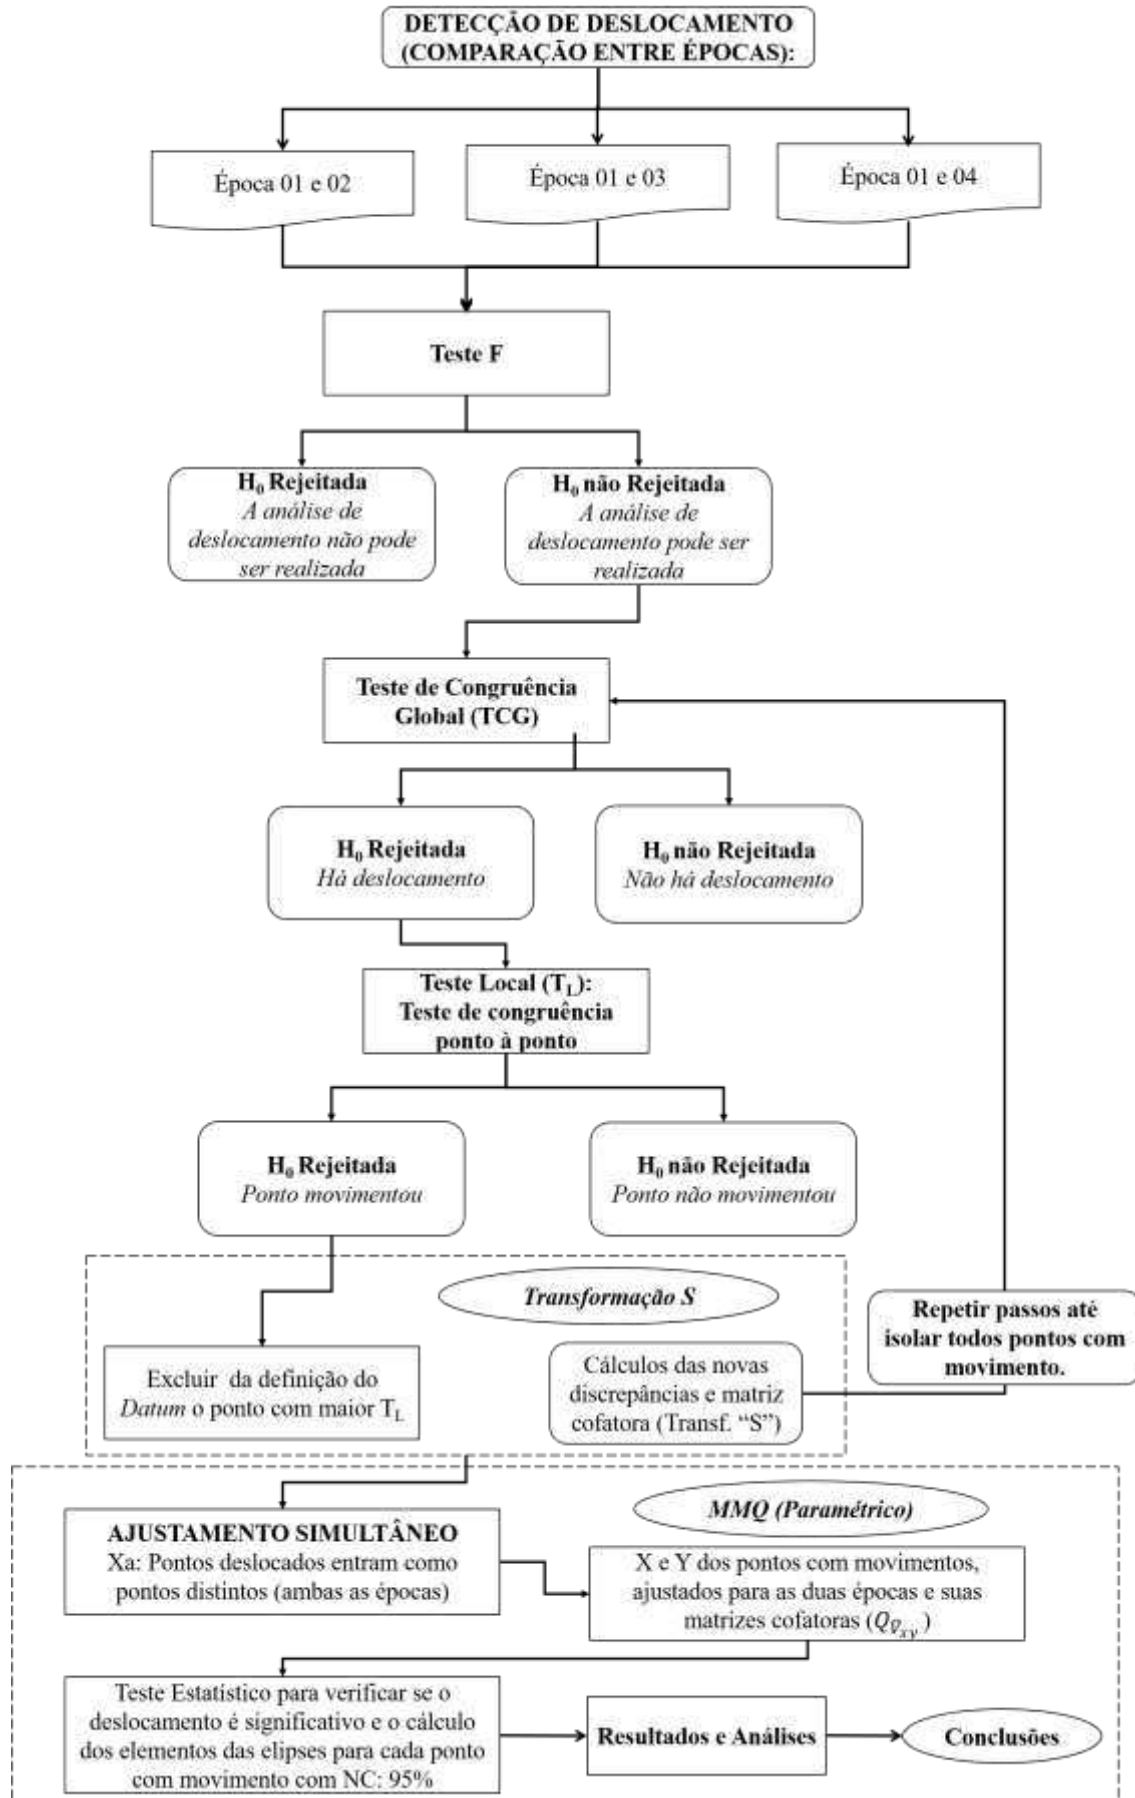 DETECÇÃO DE DESLOCAMENTO
(COMPARAÇÃO ENTRE ÉPOCAS):
Época 01 e 02
Época 01 e 03
Época 01 e 04
Teste F
H₀ Rejeitada
A análise de
deslocamento não pode
ser realizada
H₀ não Rejeitada
A análise de
deslocamento pode ser
realizada
Teste de Congruência
Global (TCG)
H₀ Rejeitada
Há deslocamento
H₀ não Rejeitada
Não há deslocamento
Teste Local (T_L):
Teste de congruência
ponto à ponto
H₀ Rejeitada
Ponto movimentou
H₀ não Rejeitada
Ponto não movimentou
Transformação S
Repetir passos até
isolar todos pontos com
movimento.
Excluir da definição do
Datum o ponto com maior T_L
Cálculos das novas
discrepâncias e matriz
cofatora (Transf. “S”)
MMQ (Paramétrico)
AJUSTAMENTO SIMULTÂNEO
Xa: Pontos deslocados entram como
pontos distintos (ambas as épocas)
X e Y dos pontos com movimentos,
ajustados para as duas épocas e suas
matrizes cofatoras
Teste Estatístico para verificar se o
deslocamento é significativo e o cálculo
dos elementos das elipses para cada ponto
com movimento com NC: 95%
Resultados e Análises
Conclusões